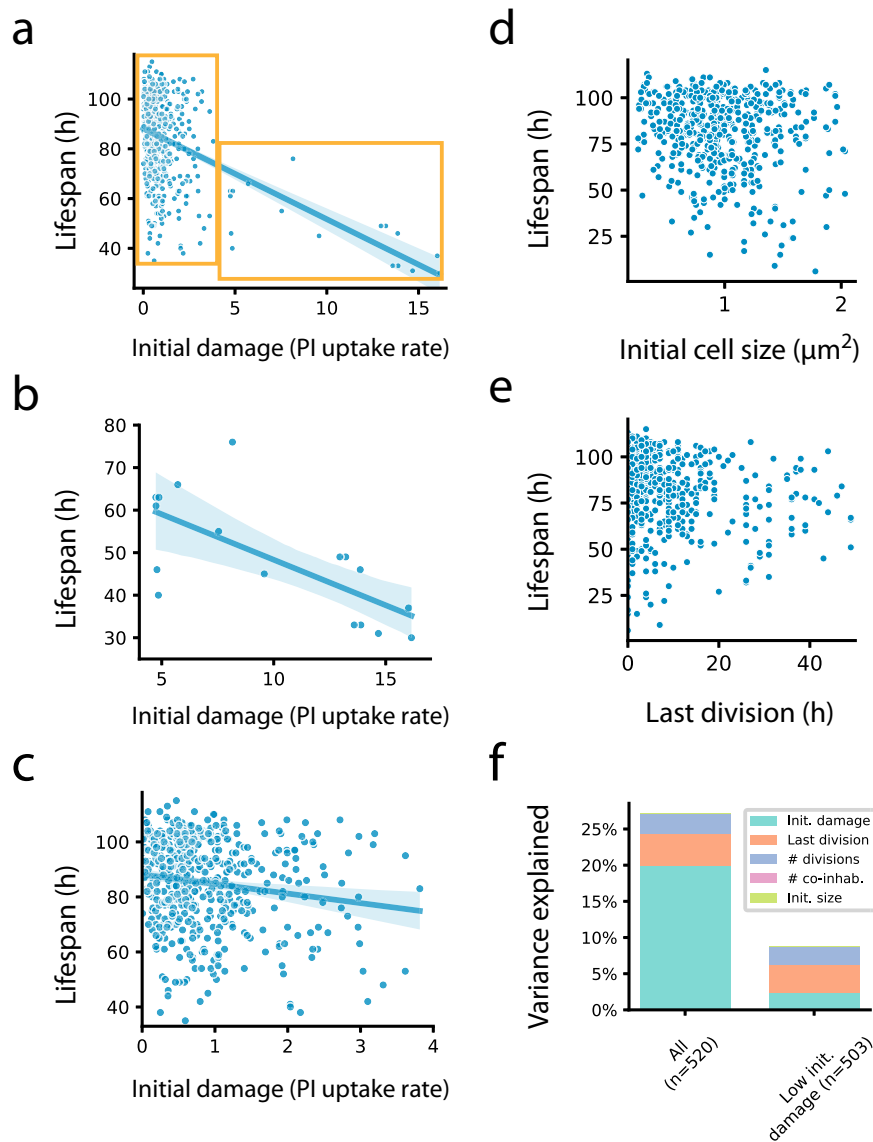 a
100
80
60
40
Lifespan (h)
0
5
10
15
Initial damage (PI uptake rate)
b
80
70
60
50
40
30
Lifespan (h)
5
10
15
Initial damage (PI uptake rate)
c
100
80
60
40
Lifespan (h)
0
1
2
3
4
Initial damage (PI uptake rate)
d
100
75
50
25
Lifespan (h)
1
2
Initial cell size (µm²)
e
100
75
50
25
Lifespan (h)
0
20
40
Last division (h)
f
25%
20%
15%
10%
5%
0%
Variance explained
Init. damage
Last division
# divisions
# co-inhab.
Init. size
All
(n=520)
Low init.
damage (n=503)